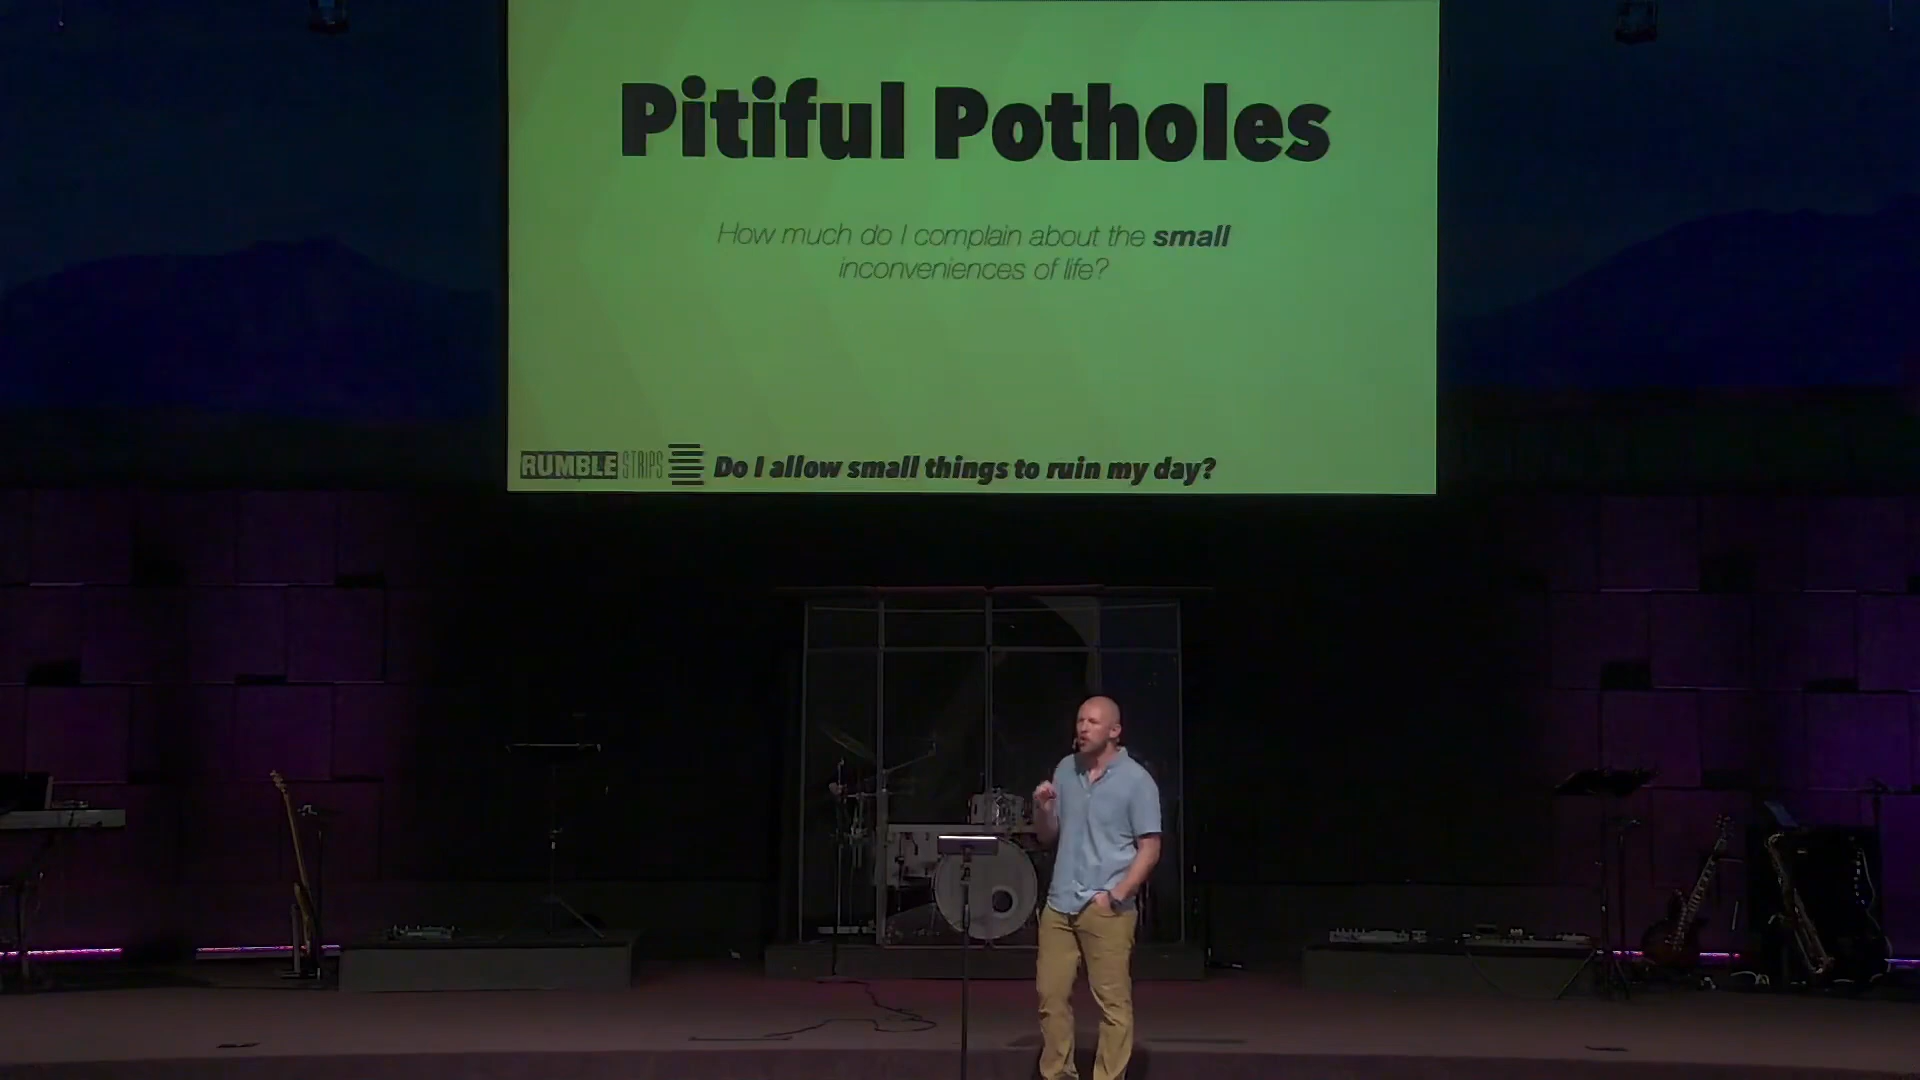 Pitiful Potholes
How much do I complain about the small
inconveniences of life?
RUMBLE STRIPS Do I allow small things to ruin my day?